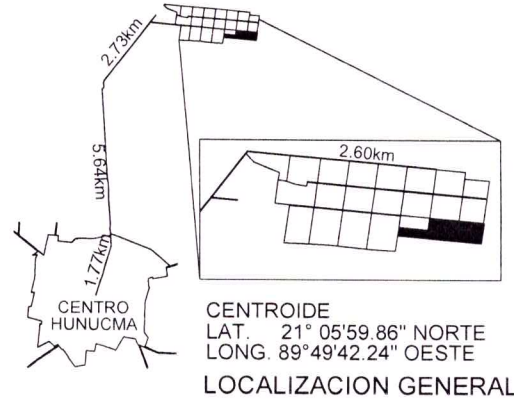 2.73km
5.64km
2.60km
1.77km
CENTRO
HUNUCMA
CENTROIDE
LAT. 21° 05'59.86" NORTE
LONG. 89°49'42.24" OESTE
LOCALIZACION GENERAL